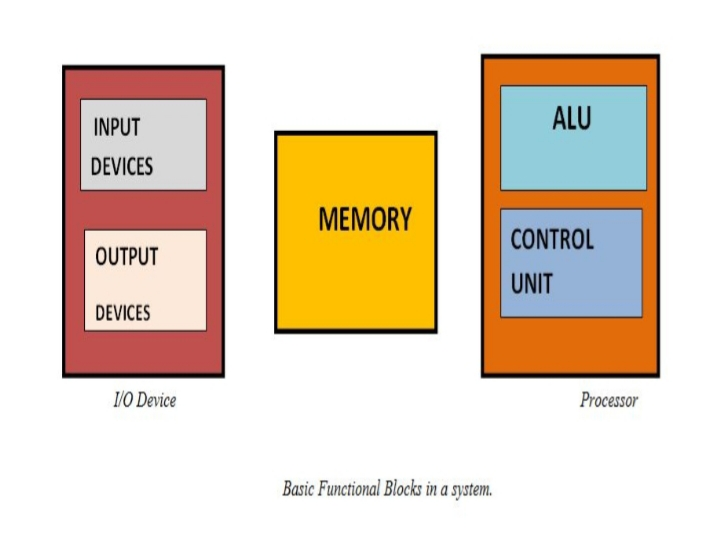 INPUT
DEVICES
OUTPUT
DEVICES
I/O Device
MEMORY
ALU
CONTROL
UNIT
Processor
Basic Functional Blocks in a system.